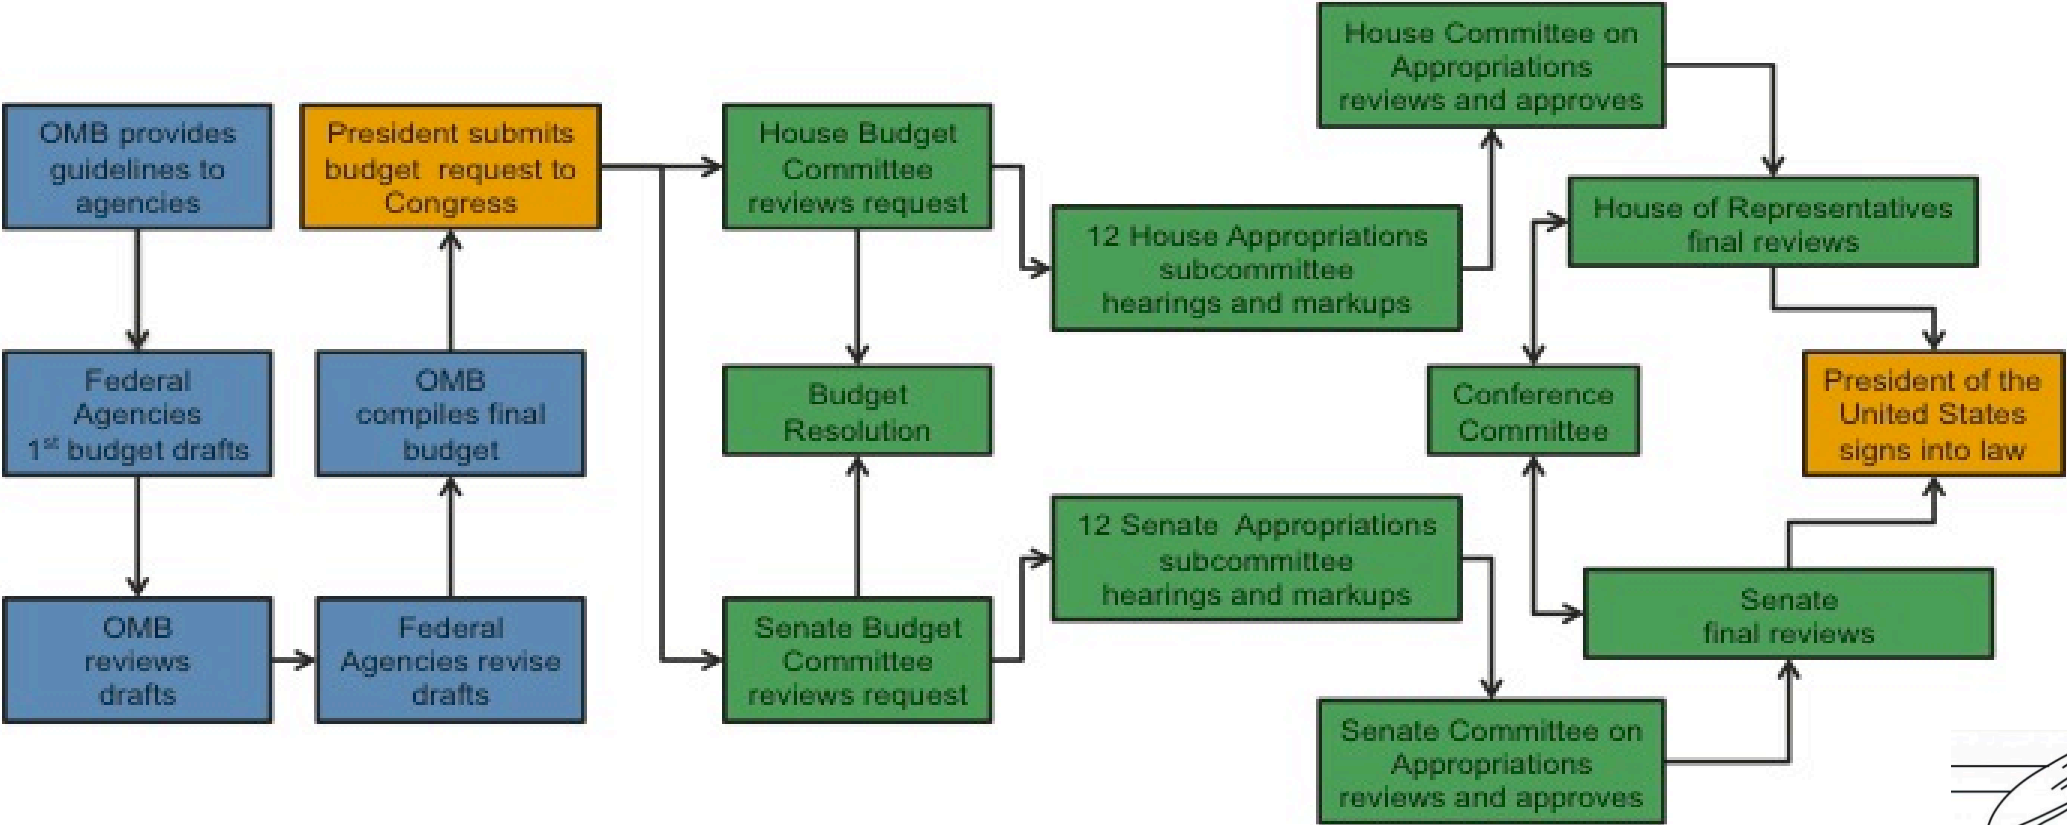 OMB provides
guidelines to
agencies
Federal
Agencies
1st budget drafts
OMB
reviews
drafts
Federal
Agencies revise
drafts
OMB
compiles final
budget
President submits
budget request to
Congress
House Budget
Committee
reviews request
Budget
Resolution
Senate Budget
Committee
reviews request
12 House Appropriations
subcommittee
hearings and markups
12 Senate Appropriations
subcommittee
hearings and markups
House Committee on
Appropriations
reviews and approves
Senate Committee on
Appropriations
reviews and approves
House of Representatives
final reviews
Conference
Committee
Senate
final reviews
President of the
United States
signs into law